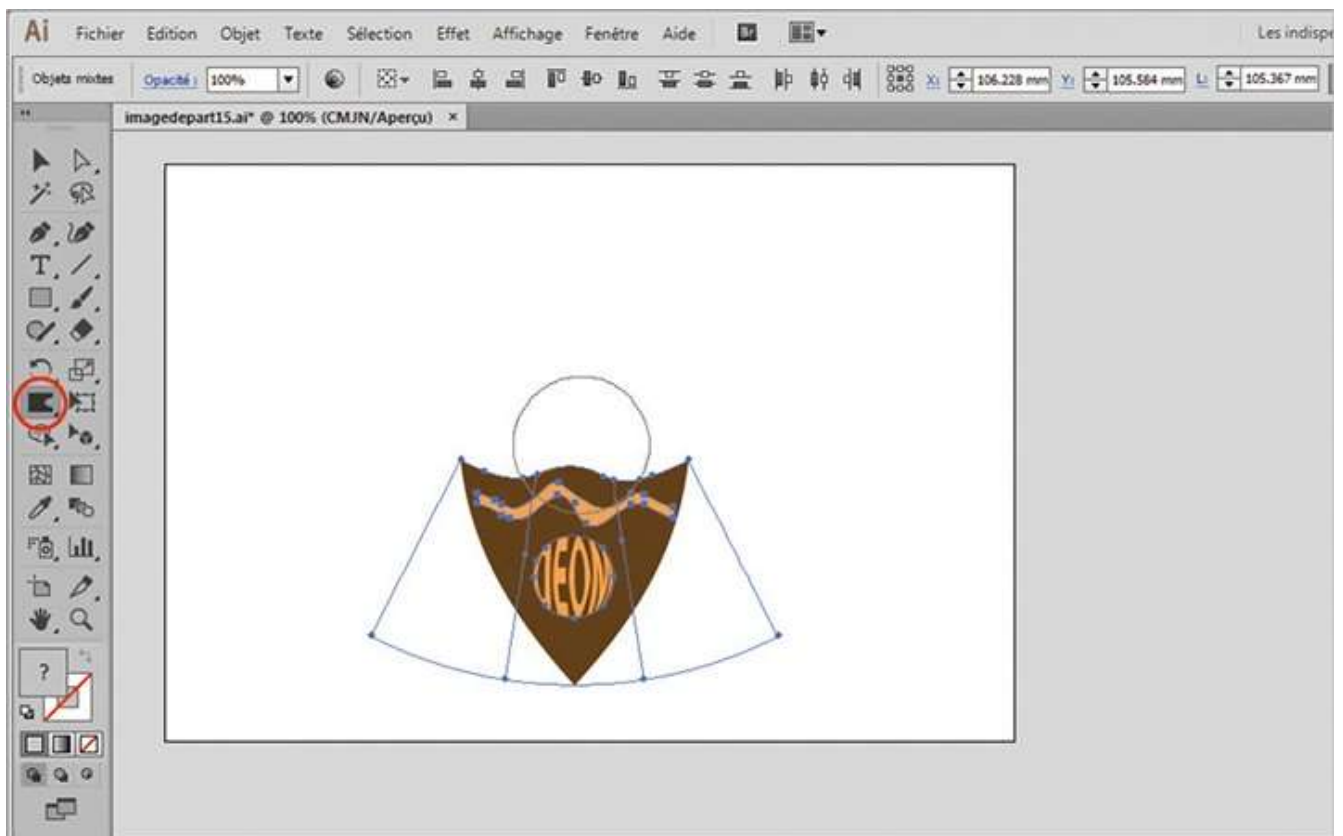 Ai Fichier Edition Objet Texte Sélection Effet Affichage Fenêtre Aide Br Les indispe
Objets mixtes Opacité : 100% X: 106.228 mm Y: 105.584 mm L: 105.367 mm
imagedepart15.ai* @ 100% (CMJN/Aperçu) ×
T
?